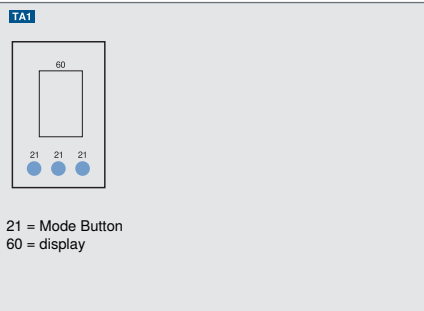 TA1
60
21 21 21
21 = Mode Button
60 = display